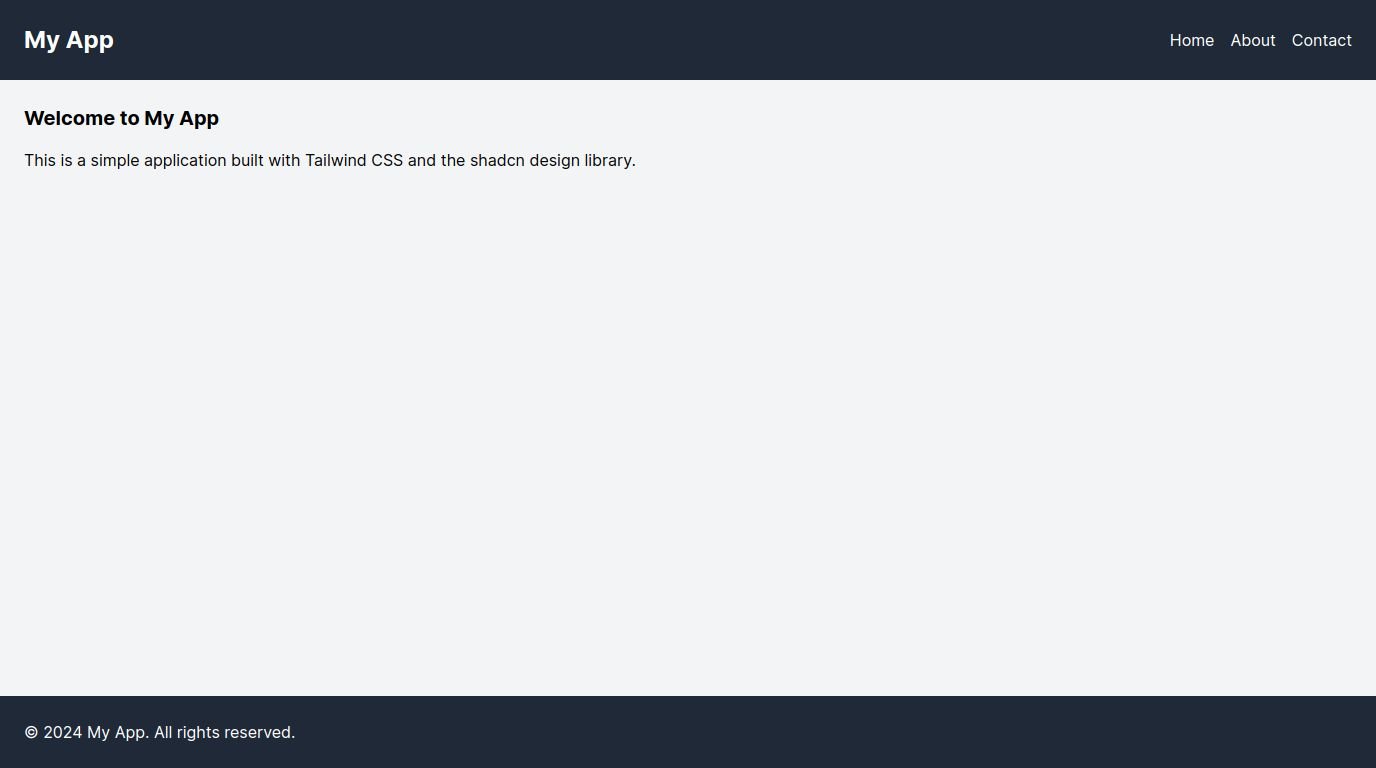 My App
Home About Contact
Welcome to My App
This is a simple application built with Tailwind CSS and the shadcn design library.
© 2024 My App. All rights reserved.